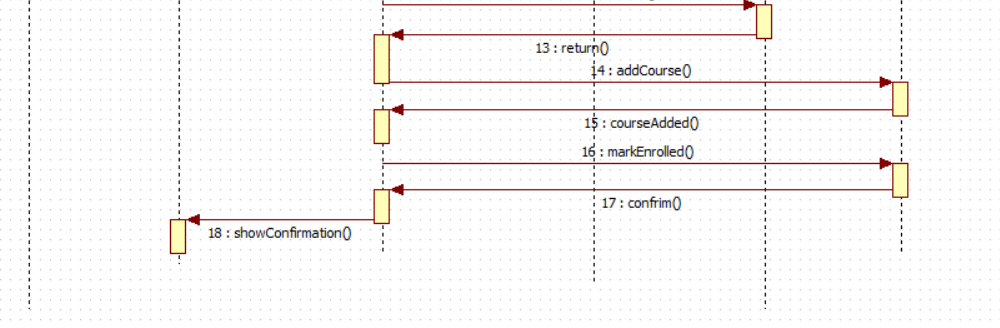 13 : return()
14 : addCourse()
15 : courseAdded()
16 : markEnrolled()
17 : confrim()
18 : showConfirmation()